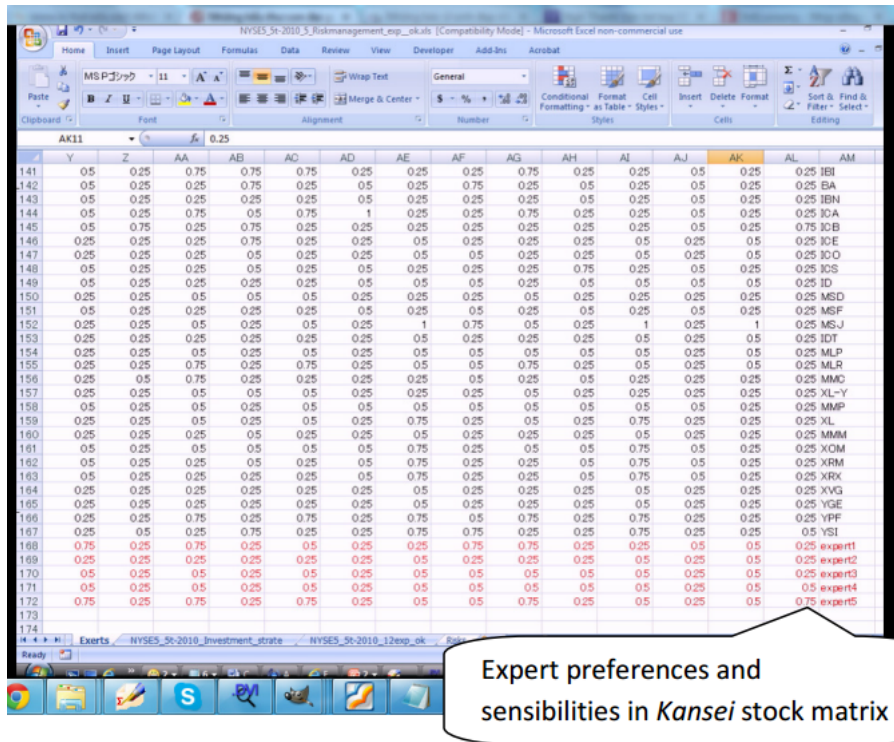 NYSE5_5t-2010_5_Riskmanagement_exp_ok.xls [Compatibility Mode] - Microsoft Excel non-commercial use
Home Insert Page Layout Formulas Data Review View Developer Add-Ins Acrobat
MS Pゴシック 11 Wrap Text General
Paste B I U Merge & Center $ % Conditional Formatting Format as Table Cell Styles Insert Delete Format Sort & Filter Find & Select
Clipboard Font Alignment Number Styles Cells Editing
AK11 fx 0.25
Y Z AA AB AC AD AE AF AG AH AI AJ AK AL AM
141 0.5 0.25 0.75 0.75 0.75 0.25 0.25 0.25 0.75 0.25 0.25 0.5 0.25 0.25 IBI
142 0.5 0.25 0.25 0.75 0.25 0.5 0.25 0.75 0.25 0.5 0.25 0.5 0.25 0.25 BA
143 0.5 0.25 0.25 0.25 0.25 0.5 0.25 0.25 0.25 0.5 0.25 0.5 0.25 0.25 IBN
144 0.5 0.25 0.75 0.5 0.75 1 0.25 0.25 0.75 0.25 0.25 0.5 0.25 0.25 ICA
145 0.5 0.75 0.25 0.75 0.25 0.25 0.25 0.5 0.25 0.25 0.25 0.5 0.25 0.75 ICB
146 0.25 0.25 0.25 0.75 0.25 0.25 0.5 0.25 0.25 0.25 0.5 0.25 0.5 0.25 ICE
147 0.25 0.25 0.25 0.5 0.25 0.25 0.5 0.5 0.25 0.25 0.5 0.25 0.5 0.25 ICO
148 0.5 0.25 0.25 0.5 0.25 0.5 0.25 0.25 0.25 0.75 0.25 0.5 0.25 0.25 ICS
149 0.5 0.25 0.5 0.25 0.5 0.25 0.5 0.25 0.5 0.25 0.5 0.5 0.5 0.25 ID
150 0.25 0.25 0.5 0.5 0.5 0.25 0.25 0.25 0.5 0.25 0.25 0.25 0.25 0.25 MSD
151 0.5 0.25 0.25 0.5 0.25 0.5 0.25 0.5 0.25 0.5 0.25 0.5 0.25 0.25 MSF
152 0.25 0.25 0.5 0.25 0.5 0.25 1 0.75 0.5 0.25 1 0.25 1 0.25 MSJ
153 0.25 0.25 0.25 0.25 0.25 0.25 0.5 0.25 0.25 0.25 0.5 0.25 0.5 0.25 IDT
154 0.25 0.25 0.5 0.25 0.5 0.25 0.5 0.25 0.5 0.25 0.5 0.25 0.5 0.25 MLP
155 0.25 0.25 0.75 0.25 0.75 0.25 0.5 0.5 0.75 0.25 0.5 0.25 0.5 0.25 MLR
156 0.25 0.5 0.75 0.25 0.25 0.25 0.25 0.5 0.25 0.5 0.25 0.25 0.25 0.25 MMC
157 0.25 0.25 0.5 0.25 0.5 0.25 0.25 0.25 0.5 0.25 0.25 0.25 0.25 0.25 XL-Y
158 0.5 0.25 0.5 0.25 0.5 0.25 0.5 0.25 0.5 0.25 0.5 0.5 0.5 0.25 MMP
159 0.25 0.25 0.5 0.25 0.5 0.25 0.75 0.25 0.5 0.25 0.75 0.25 0.5 0.25 XL
160 0.25 0.25 0.25 0.5 0.25 0.25 0.5 0.25 0.25 0.25 0.5 0.25 0.25 0.25 MMM
161 0.5 0.25 0.5 0.5 0.5 0.25 0.75 0.25 0.5 0.25 0.75 0.5 0.5 0.25 XOM
162 0.5 0.25 0.25 0.25 0.25 0.25 0.75 0.5 0.25 0.25 0.75 0.5 0.5 0.25 XRM
163 0.5 0.25 0.25 0.5 0.25 0.25 0.75 0.25 0.25 0.25 0.75 0.5 0.5 0.25 XRX
164 0.25 0.25 0.5 0.25 0.25 0.25 0.5 0.25 0.25 0.25 0.5 0.25 0.25 0.25 XVG
165 0.25 0.25 0.5 0.25 0.5 0.25 0.5 0.25 0.5 0.25 0.5 0.25 0.25 0.25 YGE
166 0.25 0.25 0.75 0.25 0.75 0.25 0.75 0.5 0.75 0.25 0.75 0.25 0.25 0.25 YPF
167 0.25 0.5 0.25 0.75 0.25 0.25 0.75 0.75 0.25 0.25 0.75 0.25 0.25 0.5 YSI
168 0.75 0.25 0.75 0.25 0.5 0.25 0.25 0.75 0.75 0.25 0.25 0.5 0.5 0.25 expert1
169 0.25 0.25 0.25 0.25 0.25 0.25 0.5 0.25 0.25 0.25 0.5 0.25 0.5 0.25 expert2
170 0.5 0.25 0.5 0.25 0.5 0.25 0.5 0.25 0.5 0.25 0.5 0.25 0.5 0.25 expert3
171 0.5 0.25 0.5 0.25 0.5 0.25 0.5 0.25 0.5 0.25 0.5 0.25 0.5 0.5 expert4
172 0.75 0.25 0.75 0.25 0.75 0.25 0.5 0.5 0.75 0.25 0.5 0.25 0.5 0.75 expert5
173
174
Exerts NYSE5_5t-2010_Investment_strate NYSE5_5t-2010_12exp_ok
Ready
Expert preferences and
sensibilities in Kansei stock matrix